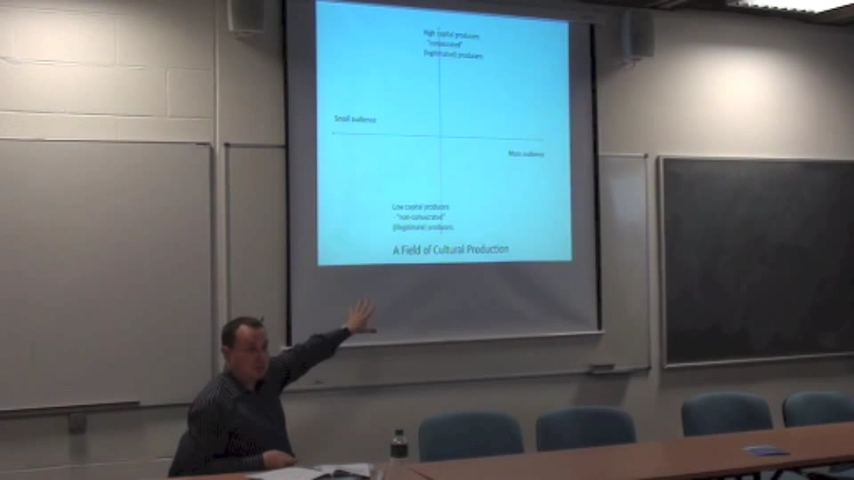 High capital producers
"consecrated"
(legitimate) producers
Small audience
Mass audience
Low capital producers
- "non-consecrated"
(illegitimate) producers
A Field of Cultural Production